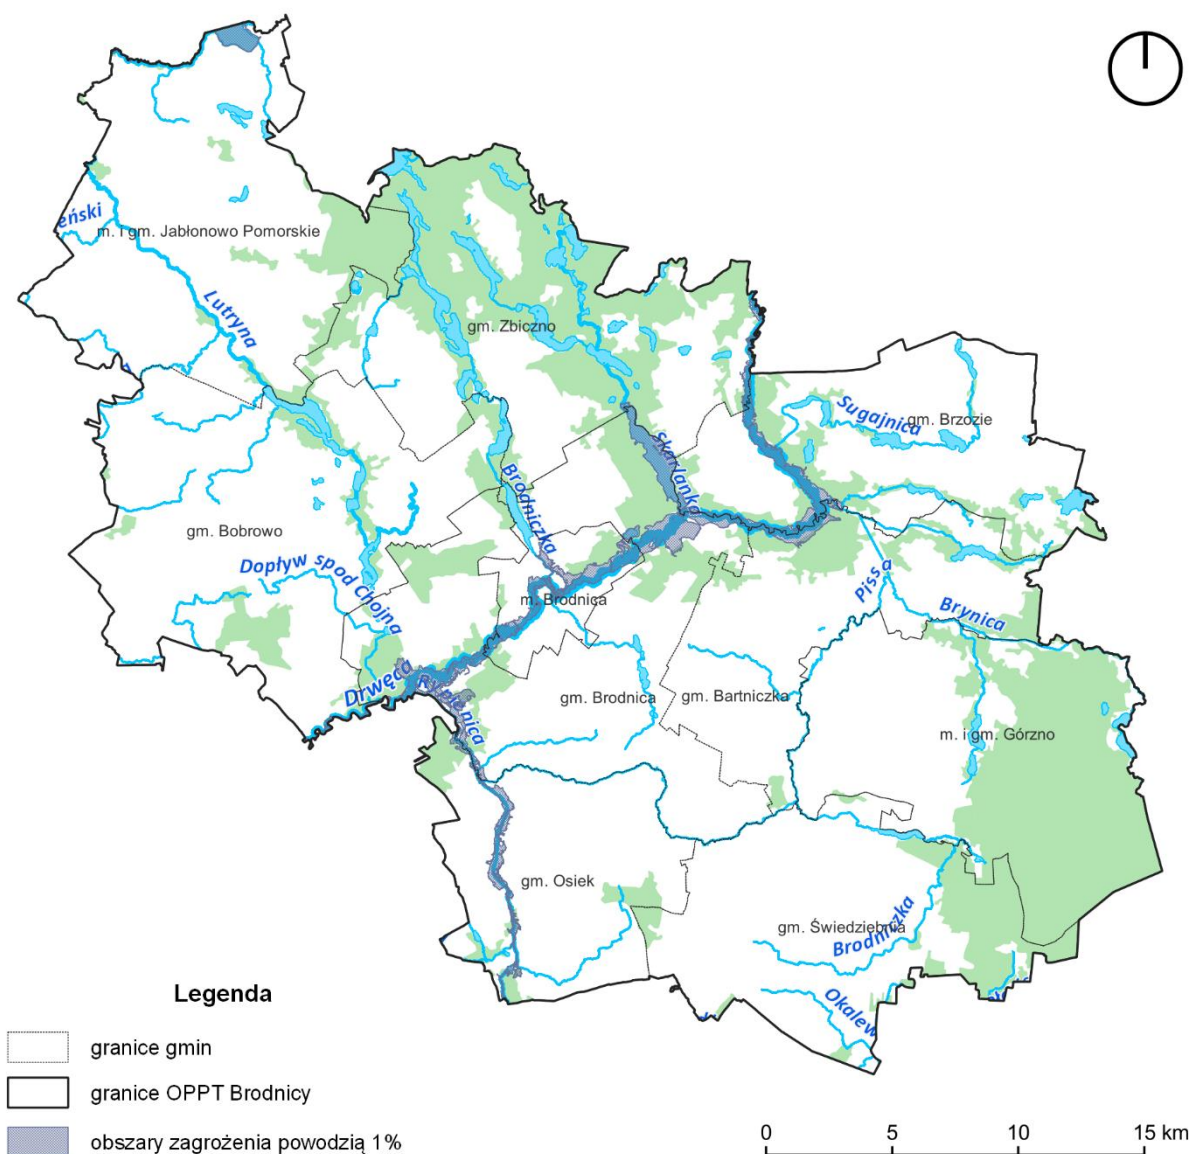 eński
m. i gm. Jabłonowo Pomorskie
Lutryna
gm. Zbiczno
Sugajnica
gm. Brzozie
Skarlanka
Brodniczka
gm. Bobrowo
Dopływ spod Chojna
m. Brodnica
Pissa
Brynica
Drwęca
Rypienica
gm. Brodnica
gm. Bartniczka
m. i gm. Górzno
gm. Osiek
gm. Świedziebnia
Brodniczka
Okalew
Legenda
granice gmin
granice OPPT Brodnicy
obszary zagrożenia powodzią 1%
0 5 10 15 km